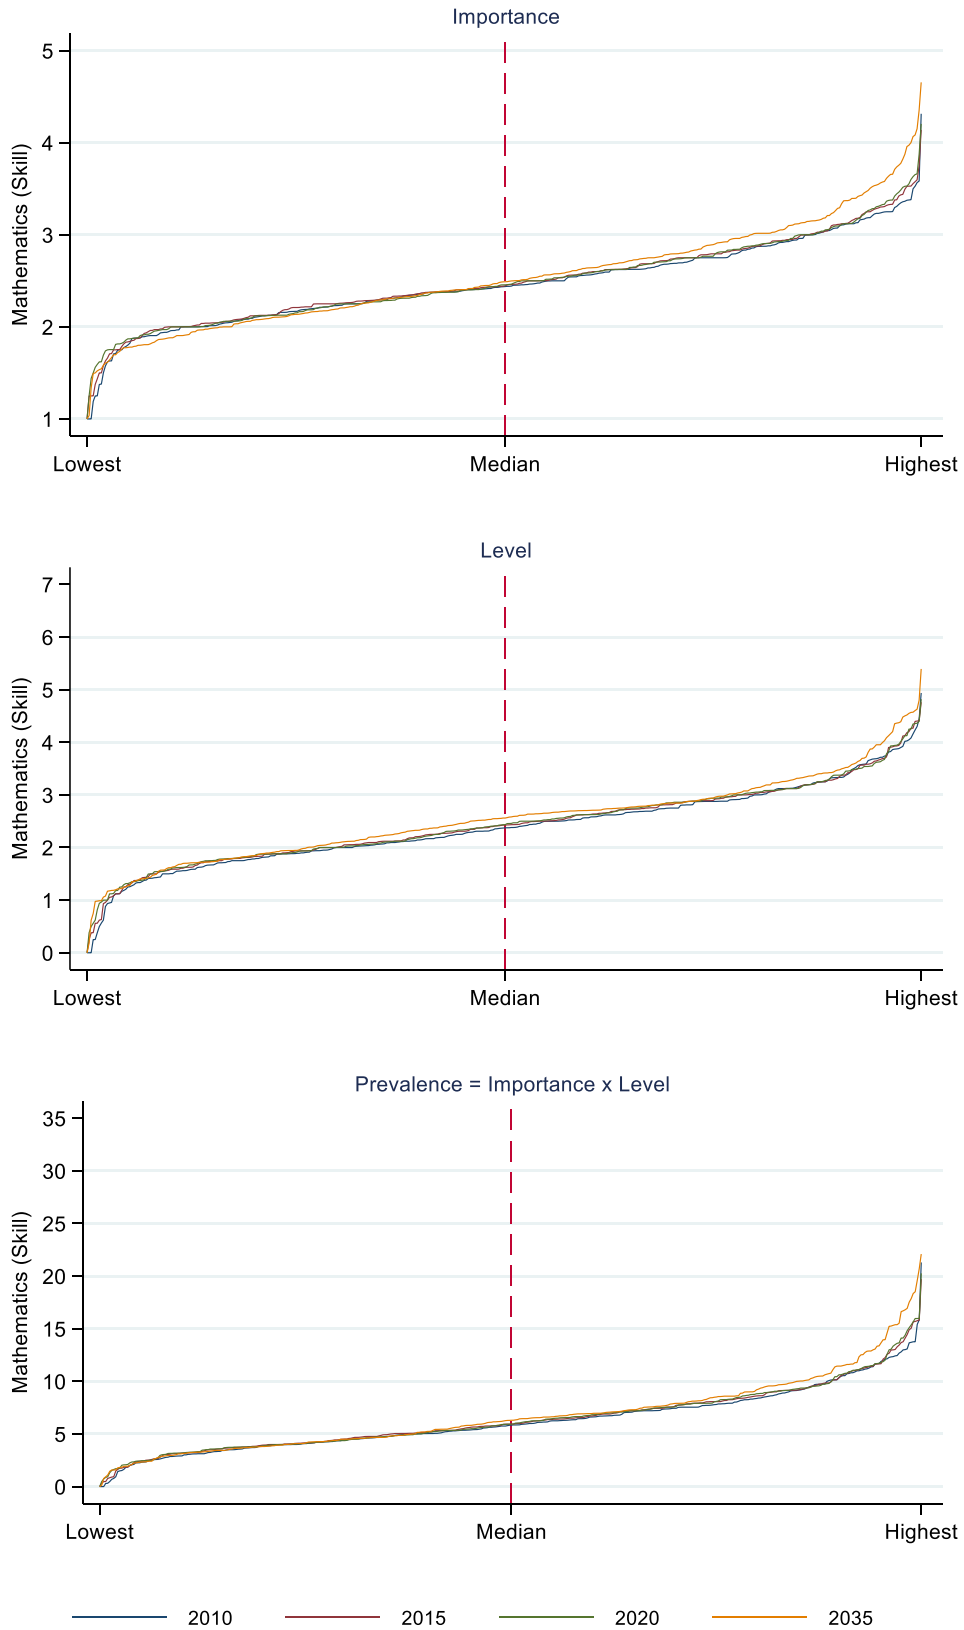 Importance
Mathematics (Skill)
5
4
3
2
1
Lowest Median Highest
Level
Mathematics (Skill)
7
6
5
4
3
2
1
0
Lowest Median Highest
Prevalence = Importance x Level
Mathematics (Skill)
35
30
25
20
15
10
5
0
Lowest Median Highest
2010 2015 2020 2035